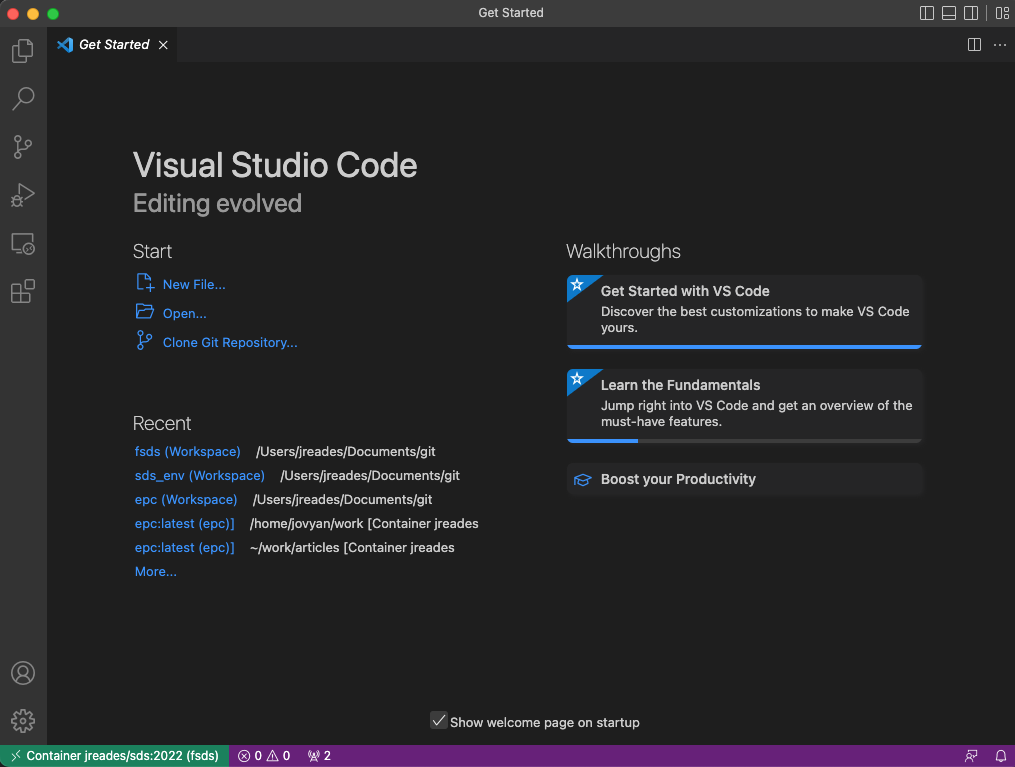 Get Started
Get Started
Visual Studio Code
Editing evolved
Start
New File...
Open...
Clone Git Repository...
Recent
fsds (Workspace) /Users/jreades/Documents/git
sds_env (Workspace) /Users/jreades/Documents/git
epc (Workspace) /Users/jreades/Documents/git
epc:latest (epc)] /home/jovyan/work [Container jreades
epc:latest (epc)] ~/work/articles [Container jreades
More...
Walkthroughs
Get Started with VS Code
Discover the best customizations to make VS Code
yours.
Learn the Fundamentals
Jump right into VS Code and get an overview of the
must-have features.
Boost your Productivity
Show welcome page on startup
Container jreades/sds:2022 (fsds) 0 0 2